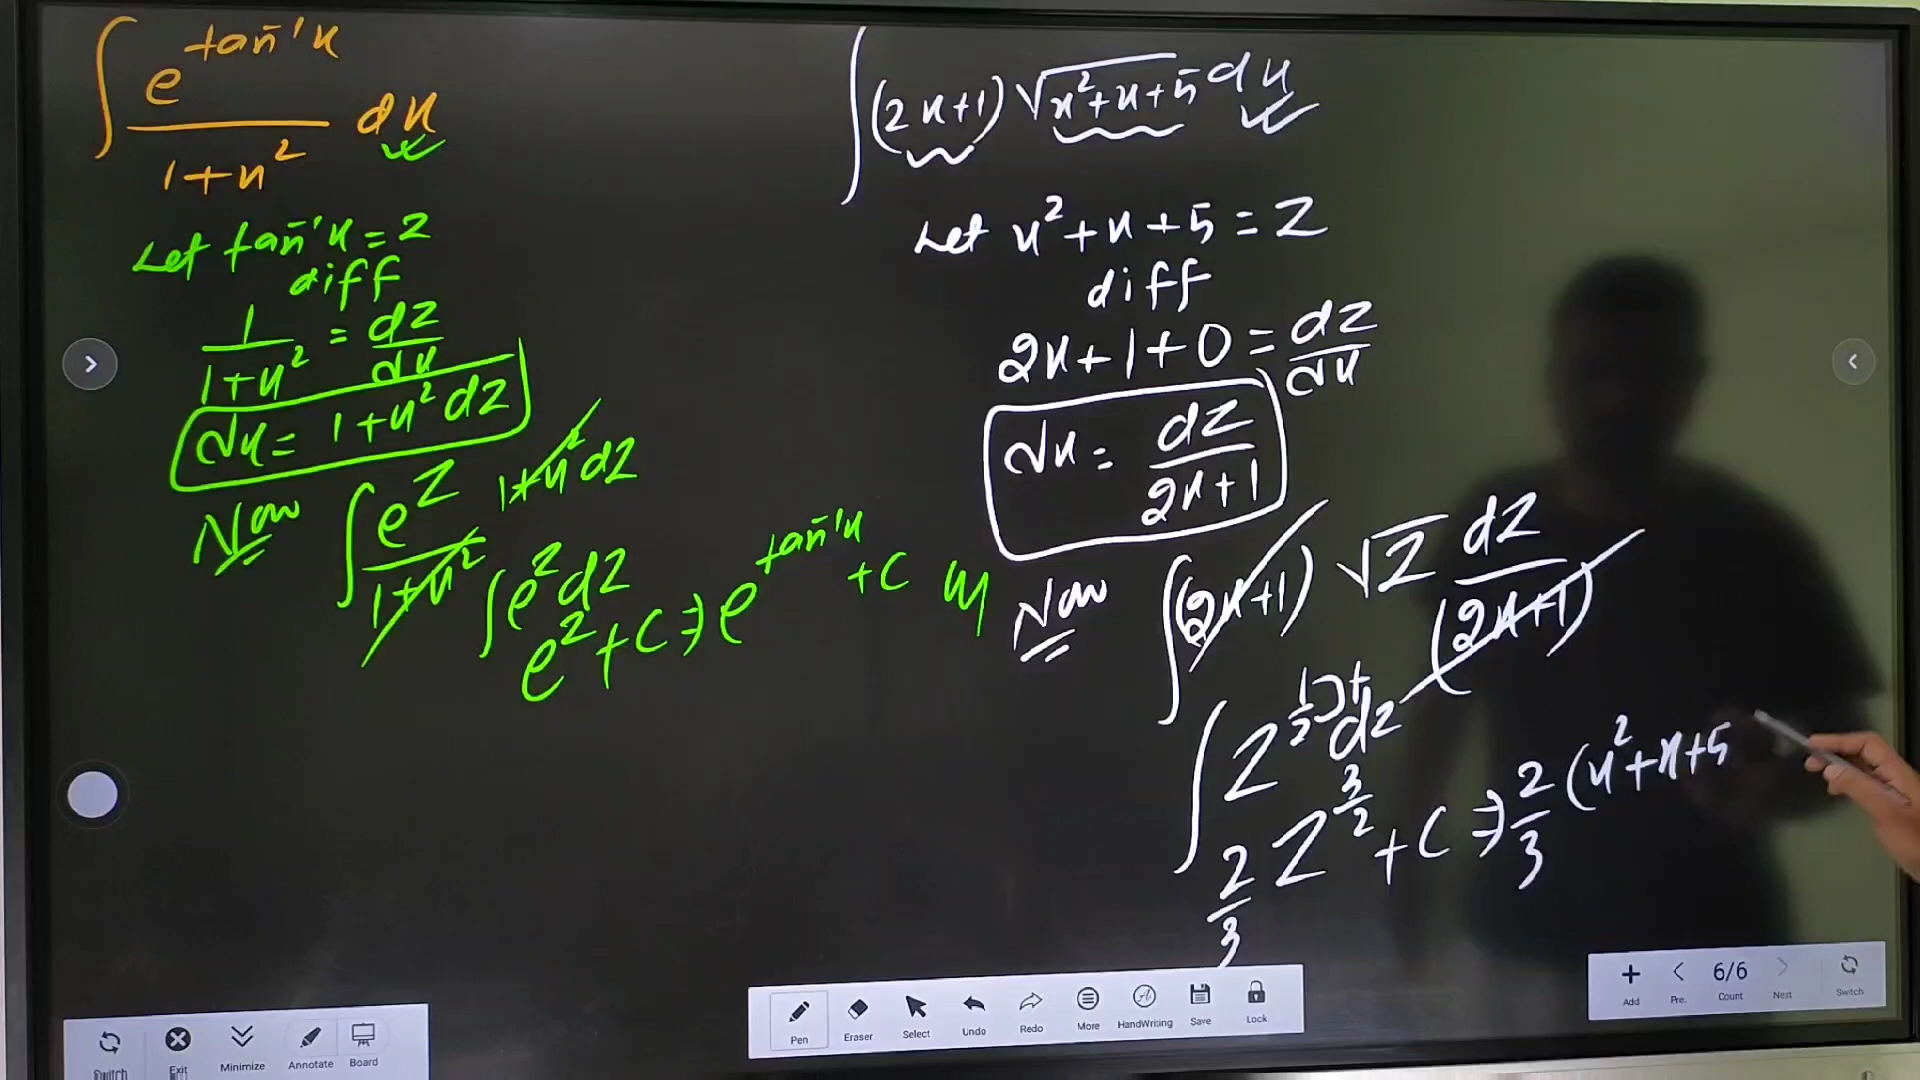 ∫ e^(tan⁻¹x) / (1+x²) dx
Let tan⁻¹x = z
diff
1/(1+x²) = dz/dx
dx = 1+x² dz
Now ∫ e^z/(1+x²) 1+x² dz
∫e^z dz
e^z + C ⇒ e^(tan⁻¹x) + C
∫(2x+1) √(x²+x+5) dx
Let x²+x+5 = z
diff
2x+1+0 = dz/dx
dx = dz/(2x+1)
Now ∫(2x+1) √z dz/(2x+1)
∫ z^(1/2) dz
2/3 z^(3/2) + C ⇒ 2/3 (x²+x+5
Switch
Exit
Minimize
Annotate
Board
Pen
Eraser
Select
Undo
Redo
More
HandWriting
Save
Lock
Add
Pre.
6/6
Count
Next
Switch